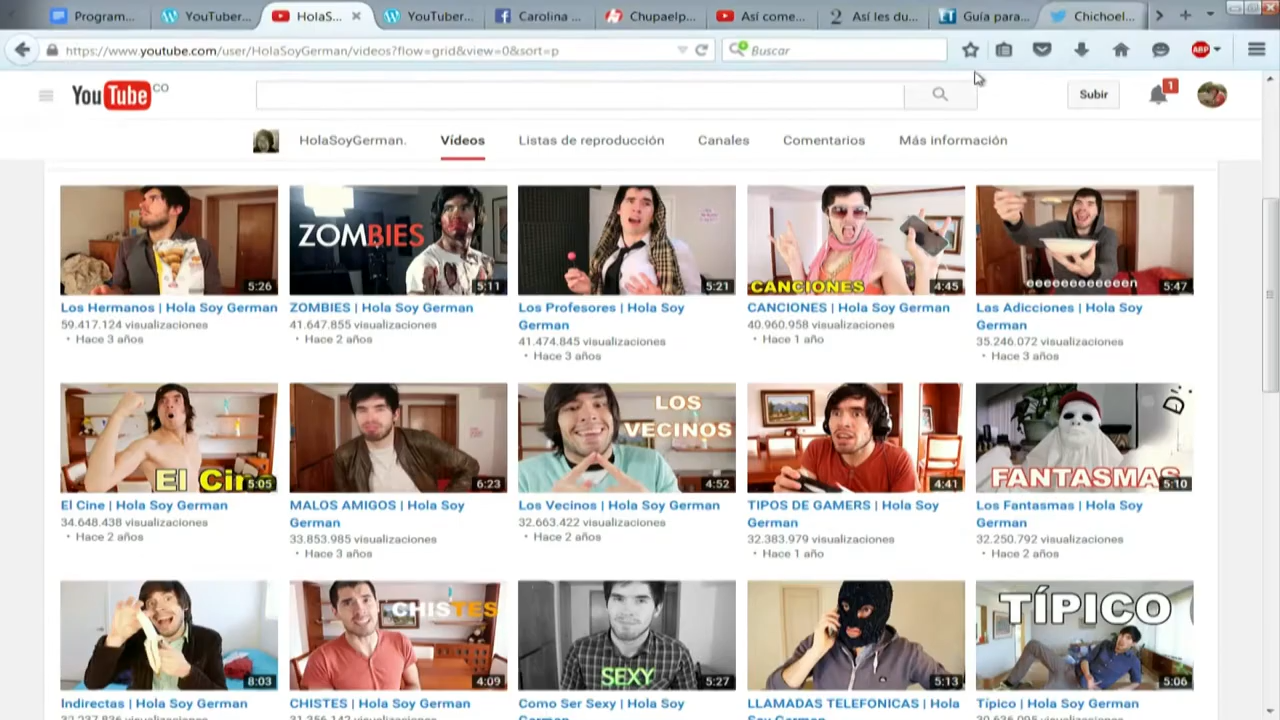 Program...
YouTuber...
HolaS...
YouTuber...
Carolina ...
Chupaelp...
Así come...
Así les du...
Guía para...
Chichoel...
https://www.youtube.com/user/HolaSoyGerman/videos?flow=grid&view=0&sort=p
Buscar
ABP
YouTube CO
Subir
1
HolaSoyGerman.
Vídeos
Listas de reproducción
Canales
Comentarios
Más información
5:26
ZOMBIES
5:11
5:21
CANCIONES
4:45
5:47
Los Hermanos | Hola Soy German
59.417.124 visualizaciones
• Hace 3 años
ZOMBIES | Hola Soy German
41.647.855 visualizaciones
• Hace 2 años
Los Profesores | Hola Soy
German
41.474.845 visualizaciones
• Hace 3 años
CANCIONES | Hola Soy German
40.960.958 visualizaciones
• Hace 1 año
Las Adicciones | Hola Soy
German
35.246.072 visualizaciones
• Hace 3 años
El Cin
5:05
6:23
LOS
VECINOS
4:52
4:41
D:
FANTASMAS
5:10
El Cine | Hola Soy German
34.648.438 visualizaciones
• Hace 2 años
MALOS AMIGOS | Hola Soy
German
33.853.985 visualizaciones
• Hace 3 años
Los Vecinos | Hola Soy German
32.663.422 visualizaciones
• Hace 2 años
TIPOS DE GAMERS | Hola Soy
German
32.383.979 visualizaciones
• Hace 1 año
Los Fantasmas | Hola Soy
German
32.250.792 visualizaciones
• Hace 2 años
8:03
CHISTES
4:09
SEXY
5:27
5:13
TÍPICO
5:06
Indirectas | Hola Soy German
CHISTES | Hola Soy German
Como Ser Sexy | Hola Soy
LLAMADAS TELEFONICAS | Hola
Típico | Hola Soy German